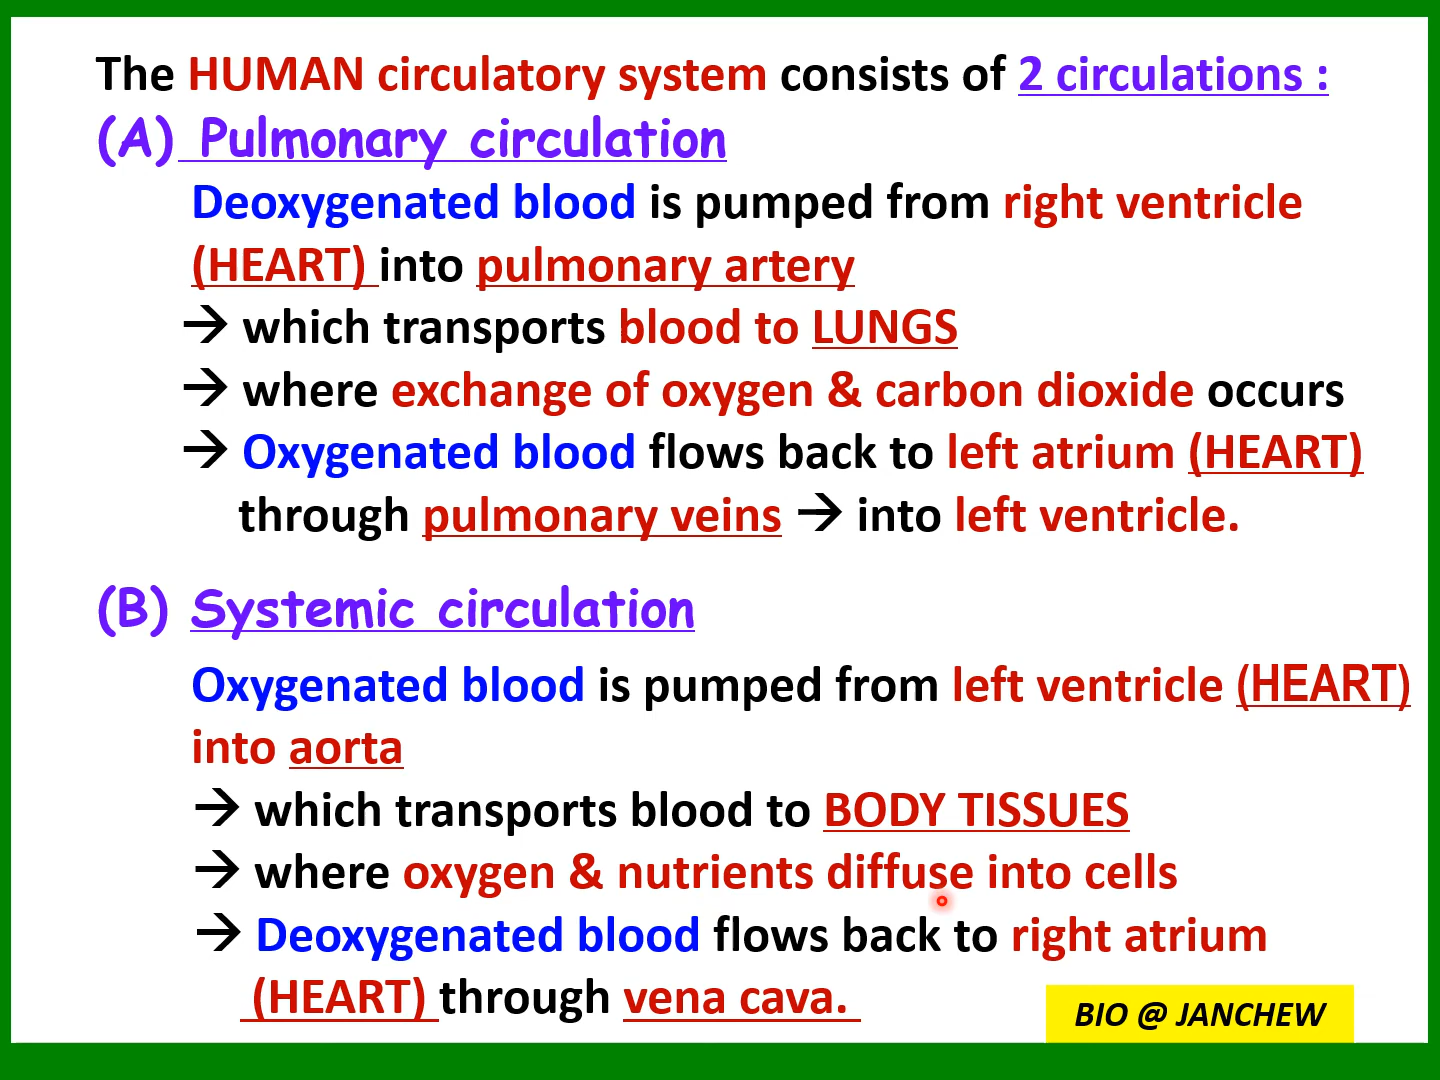 The HUMAN circulatory system consists of 2 circulations :
(A) Pulmonary circulation
Deoxygenated blood is pumped from right ventricle
(HEART) into pulmonary artery
→ which transports blood to LUNGS
→ where exchange of oxygen & carbon dioxide occurs
→ Oxygenated blood flows back to left atrium (HEART)
through pulmonary veins → into left ventricle.
(B) Systemic circulation
Oxygenated blood is pumped from left ventricle (HEART)
into aorta
→ which transports blood to BODY TISSUES
→ where oxygen & nutrients diffuse into cells
→ Deoxygenated blood flows back to right atrium
(HEART) through vena cava.
BIO @ JANCHEW